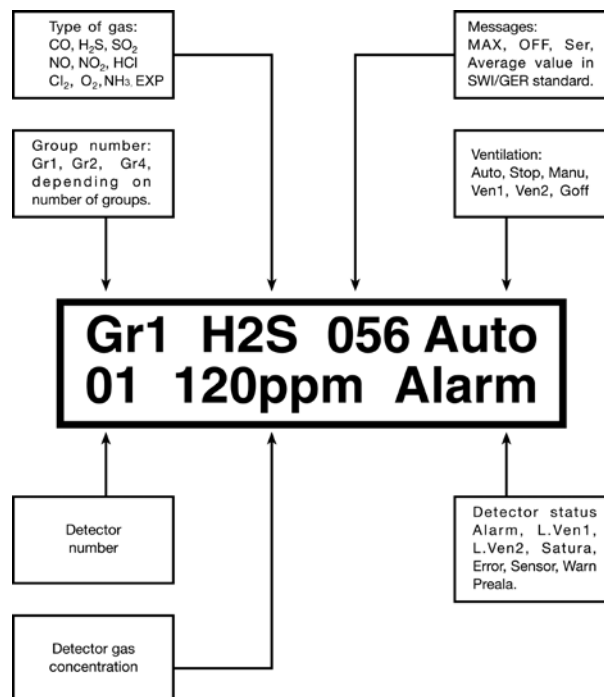 Type of gas:
CO, H₂S, SO₂
NO, NO₂, HCl
Cl₂, O₂, NH₃, EXP
Messages:
MAX, OFF, Ser,
Average value in
SWI/GER standard.
Group number:
Gr1, Gr2, Gr4,
depending on
number of groups.
Ventilation:
Auto, Stop, Manu,
Ven1, Ven2, Goff
Gr1 H2S 056 Auto
01 120ppm Alarm
Detector
number
Detector status
Alarm, L.Ven1,
L.Ven2, Satura,
Error, Sensor, Warn
Preala.
Detector gas
concentration